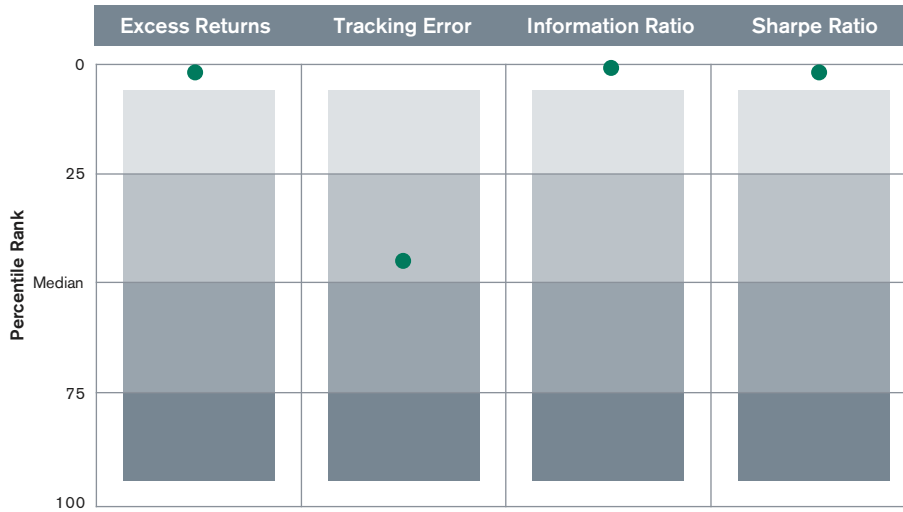 Excess Returns Tracking Error Information Ratio Sharpe Ratio
0
25
Median
75
100
Percentile Rank